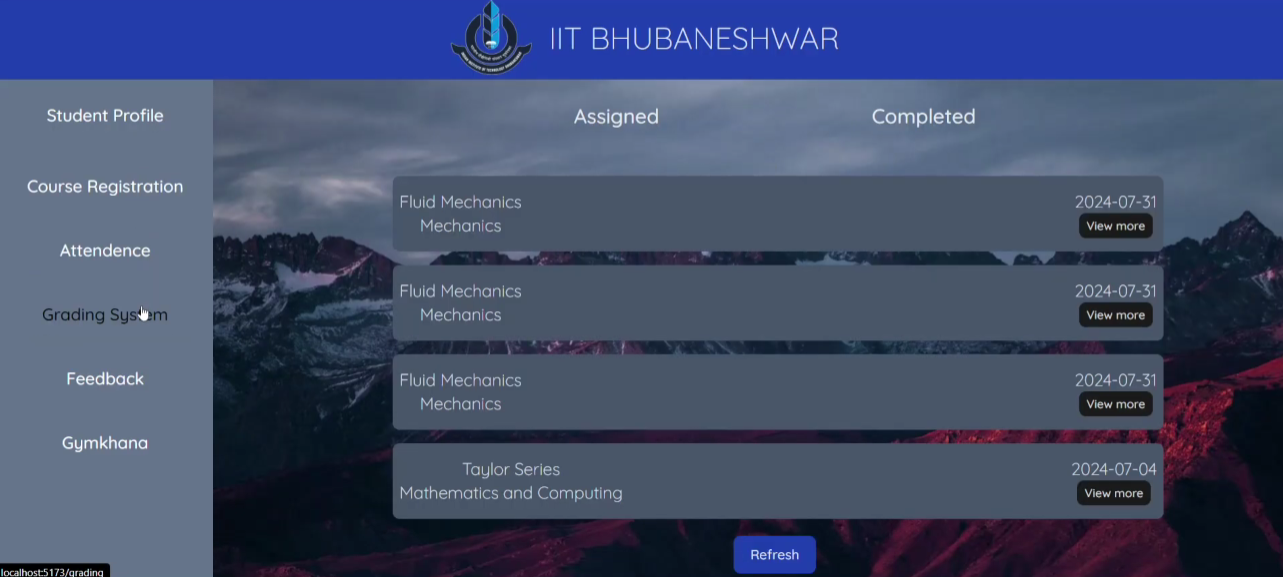 IIT BHUBANESHWAR
Student Profile
Course Registration
Attendence
Grading System
Feedback
Gymkhana
Assigned
Completed
Fluid Mechanics
Mechanics
2024-07-31
View more
Fluid Mechanics
Mechanics
2024-07-31
View more
Fluid Mechanics
Mechanics
2024-07-31
View more
Taylor Series
Mathematics and Computing
2024-07-04
View more
Refresh
localhost:5173/grading